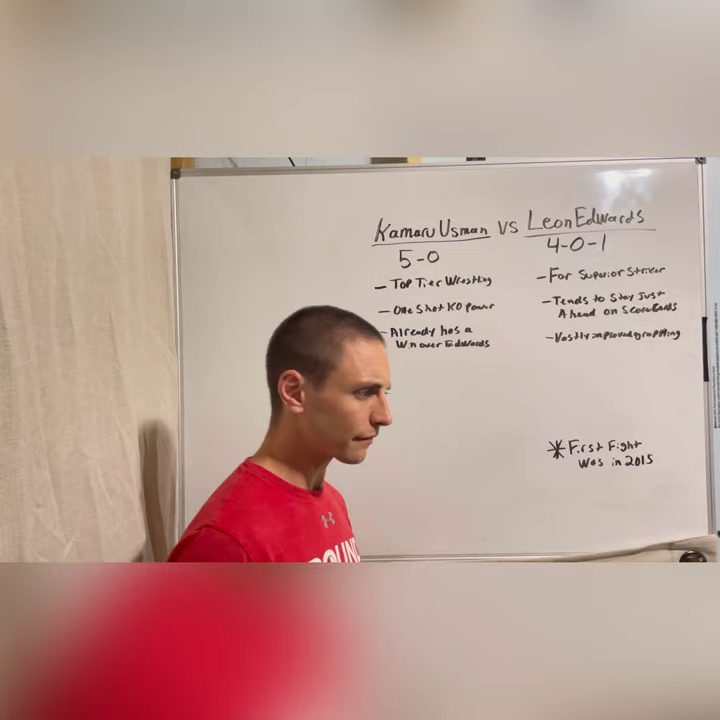 Kamaru Usman vs Leon Edwards
5-0
4-0-1
- Top Tier Wrestling
- One Shot KO Power
- Already has a
Win over Edwards
- Far Superior Striker
- Tends to Stay Just
Ahead on Scorecards
- Vastly improved grappling
* First Fight
Was in 2015
ROUND